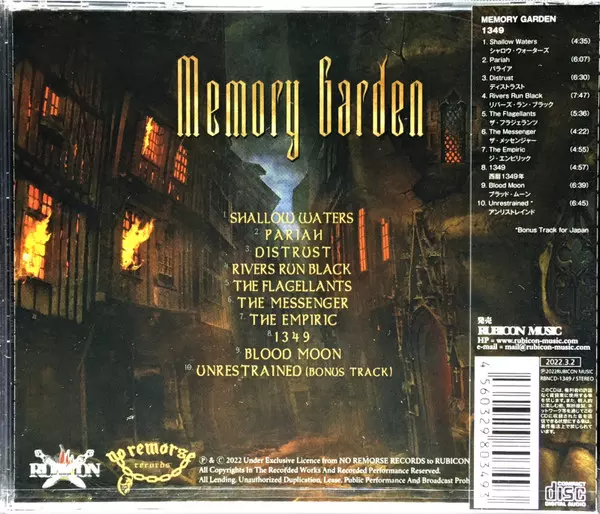 Memory Garden
1. SHALLOW WATERS
2. PARIAH
3. DISTRUST
4. RIVERS RUN BLACK
5. THE FLAGELLANTS
6. THE MESSENGER
7. THE EMPIRIC
8. 1349
9. BLOOD MOON
10. UNRESTRAINED (BONUS TRACK)
RUBICON
no remorse
records
℗ & © 2022 Under Exclusive Licence from NO REMORSE RECORDS to RUBICON
All Copyrights In The Recorded Works And Recorded Performance Reserved.
All Lending, Unauthorized Duplication, Lease, Public Performance And Broadcast Proh
MEMORY GARDEN
1349
1. Shallow Waters (4:35)
シャロウ・ウォーターズ
2. Pariah (6:07)
パライア
3. Distrust (6:30)
ディストラスト
4. Rivers Run Black (7:47)
リバーズ・ラン・ブラック
5. The Flagellants (5:36)
ザ・フラジェランツ
6. The Messenger (4:22)
ザ・メッセンジャー
7. The Empiric (4:55)
ジ・エンピリック
8. 1349 (4:57)
西暦1349年
9. Blood Moon (6:39)
ブラッド・ムーン
10. Unrestrained * (6:45)
アンリストレインド
*Bonus Track for Japan
発売
RUBICON MUSIC
HP = www.rubicon-music.com
e-mail = mail@rubicon-music.com
2022.3.2
℗2022RUBICON MUSIC
RBNCD-1349 / STEREO
4 560329 803493
COMPACT
disc
DIGITAL AUDIO